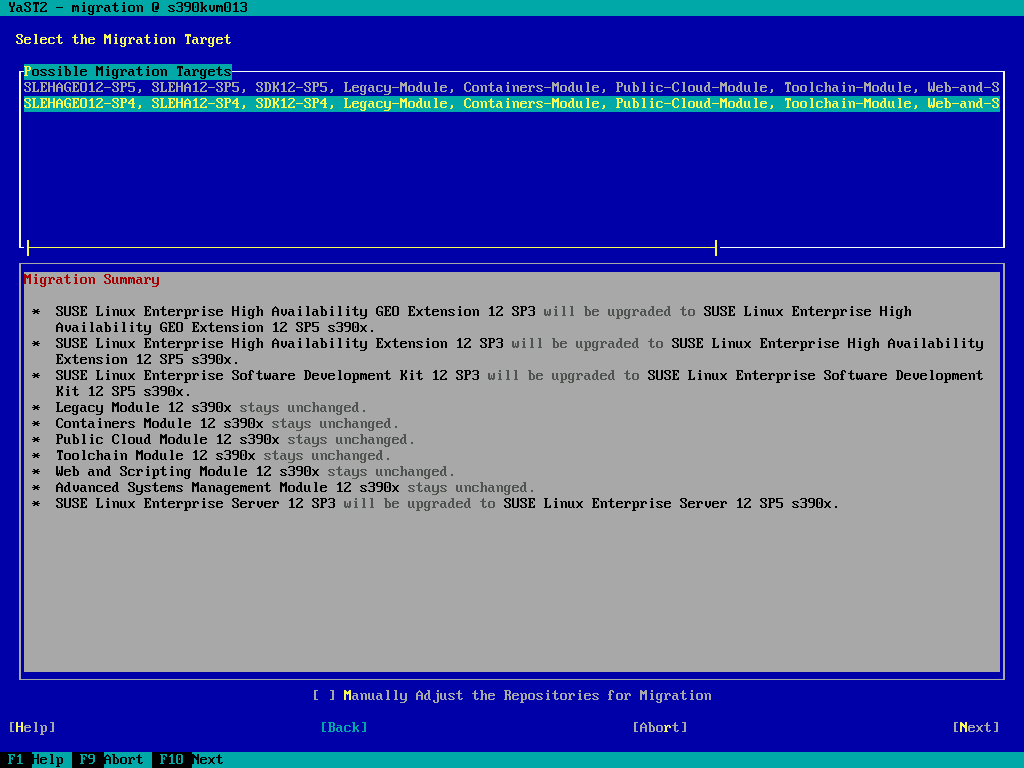 YaST2 - migration @ s390kvm013
Select the Migration Target
Possible Migration Targets
SLEHAGEO12-SP5, SLEHA12-SP5, SDK12-SP5, Legacy-Module, Containers-Module, Public-Cloud-Module, Toolchain-Module, Web-and-S
SLEHAGEO12-SP4, SLEHA12-SP4, SDK12-SP4, Legacy-Module, Containers-Module, Public-Cloud-Module, Toolchain-Module, Web-and-S
Migration Summary
* SUSE Linux Enterprise High Availability GEO Extension 12 SP3 will be upgraded to SUSE Linux Enterprise High
Availability GEO Extension 12 SP5 s390x.
* SUSE Linux Enterprise High Availability Extension 12 SP3 will be upgraded to SUSE Linux Enterprise High Availability
Extension 12 SP5 s390x.
* SUSE Linux Enterprise Software Development Kit 12 SP3 will be upgraded to SUSE Linux Enterprise Software Development
Kit 12 SP5 s390x.
* Legacy Module 12 s390x stays unchanged.
* Containers Module 12 s390x stays unchanged.
* Public Cloud Module 12 s390x stays unchanged.
* Toolchain Module 12 s390x stays unchanged.
* Web and Scripting Module 12 s390x stays unchanged.
* Advanced Systems Management Module 12 s390x stays unchanged.
* SUSE Linux Enterprise Server 12 SP3 will be upgraded to SUSE Linux Enterprise Server 12 SP5 s390x.
[ ] Manually Adjust the Repositories for Migration
[Help] [Back] [Abort] [Next]
F1 Help F9 Abort F10 Next